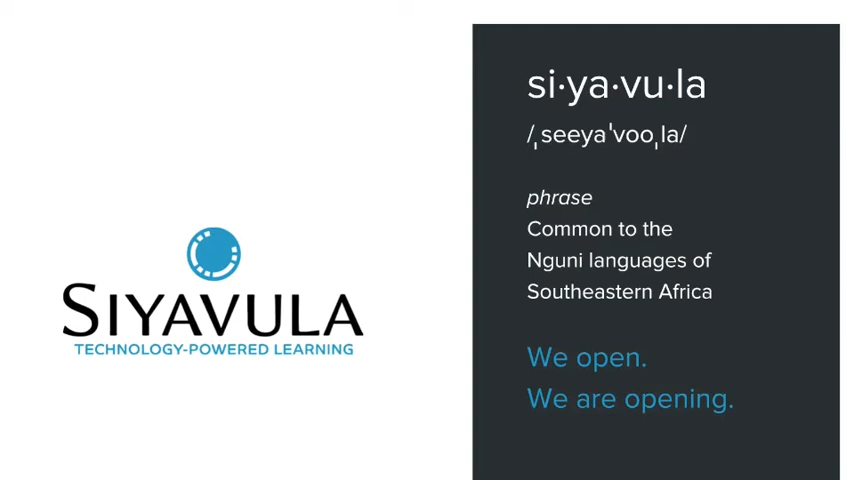 SIYAVULA
TECHNOLOGY-POWERED LEARNING
si·ya·vu·la
/ˌseeyaˈvooˌla/
phrase
Common to the
Nguni languages of
Southeastern Africa
We open.
We are opening.